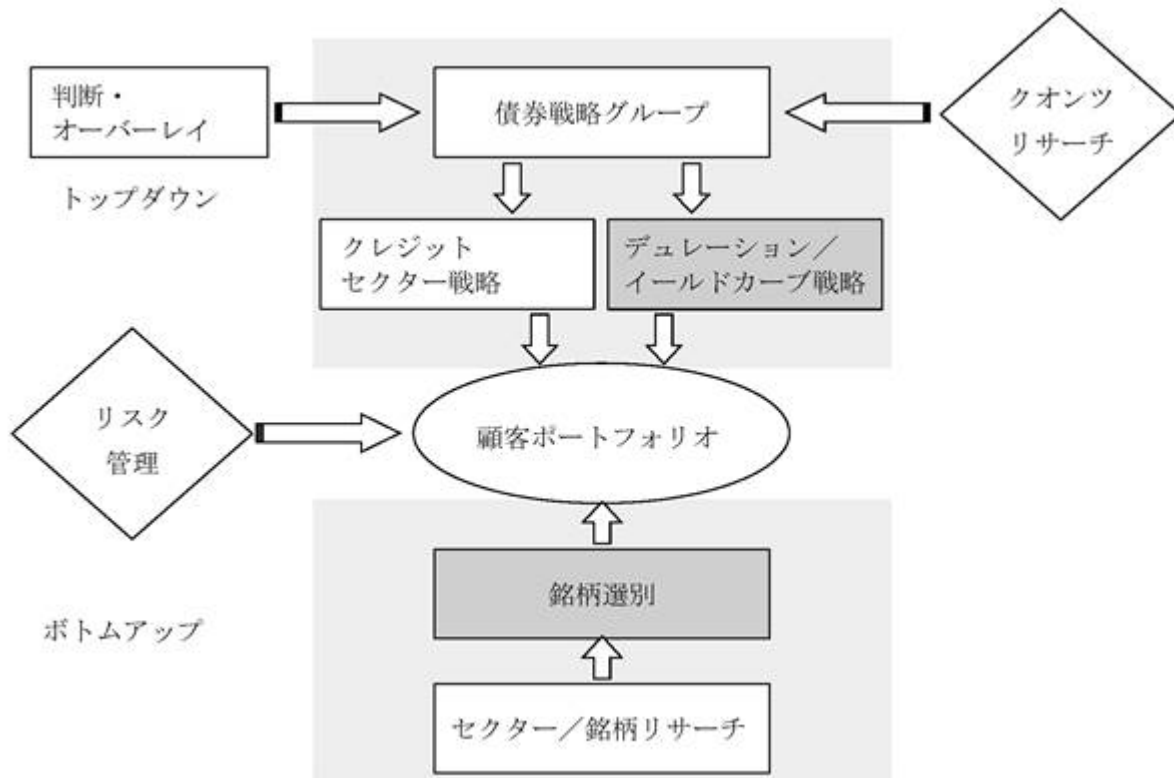 判断・
オーバーレイ
債券戦略グループ
クオンツ
リサーチ
トップダウン
クレジット
セクター戦略
デュレーション／
イールドカーブ戦略
リスク
管理
顧客ポートフォリオ
銘柄選別
ボトムアップ
セクター／銘柄リサーチ